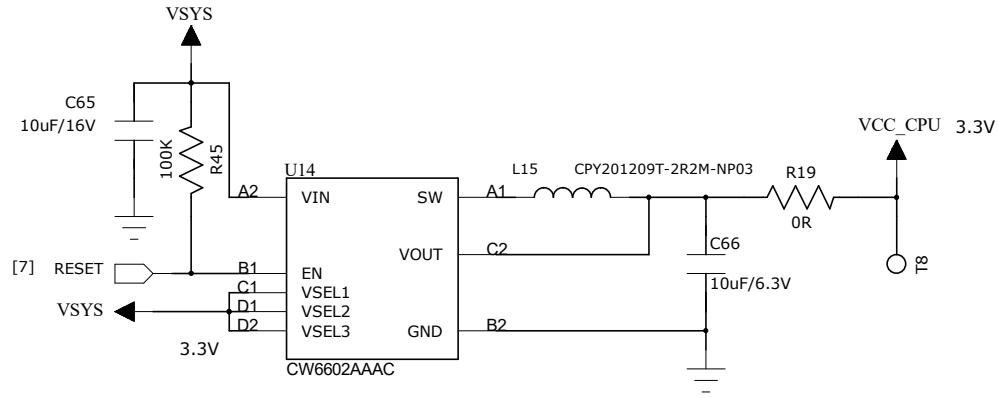 VSYS
C65
10uF/16V
100K
R45
U14
A2 VIN SW A1
L15 CPY201209T-2R2M-NP03
R19
0R
VCC_CPU 3.3V
T8
VOUT C2
C66
10uF/6.3V
[7] RESET B1 EN
C1 VSEL1
VSYS D1 VSEL2
D2 VSEL3 GND B2
3.3V
CW6602AAAC